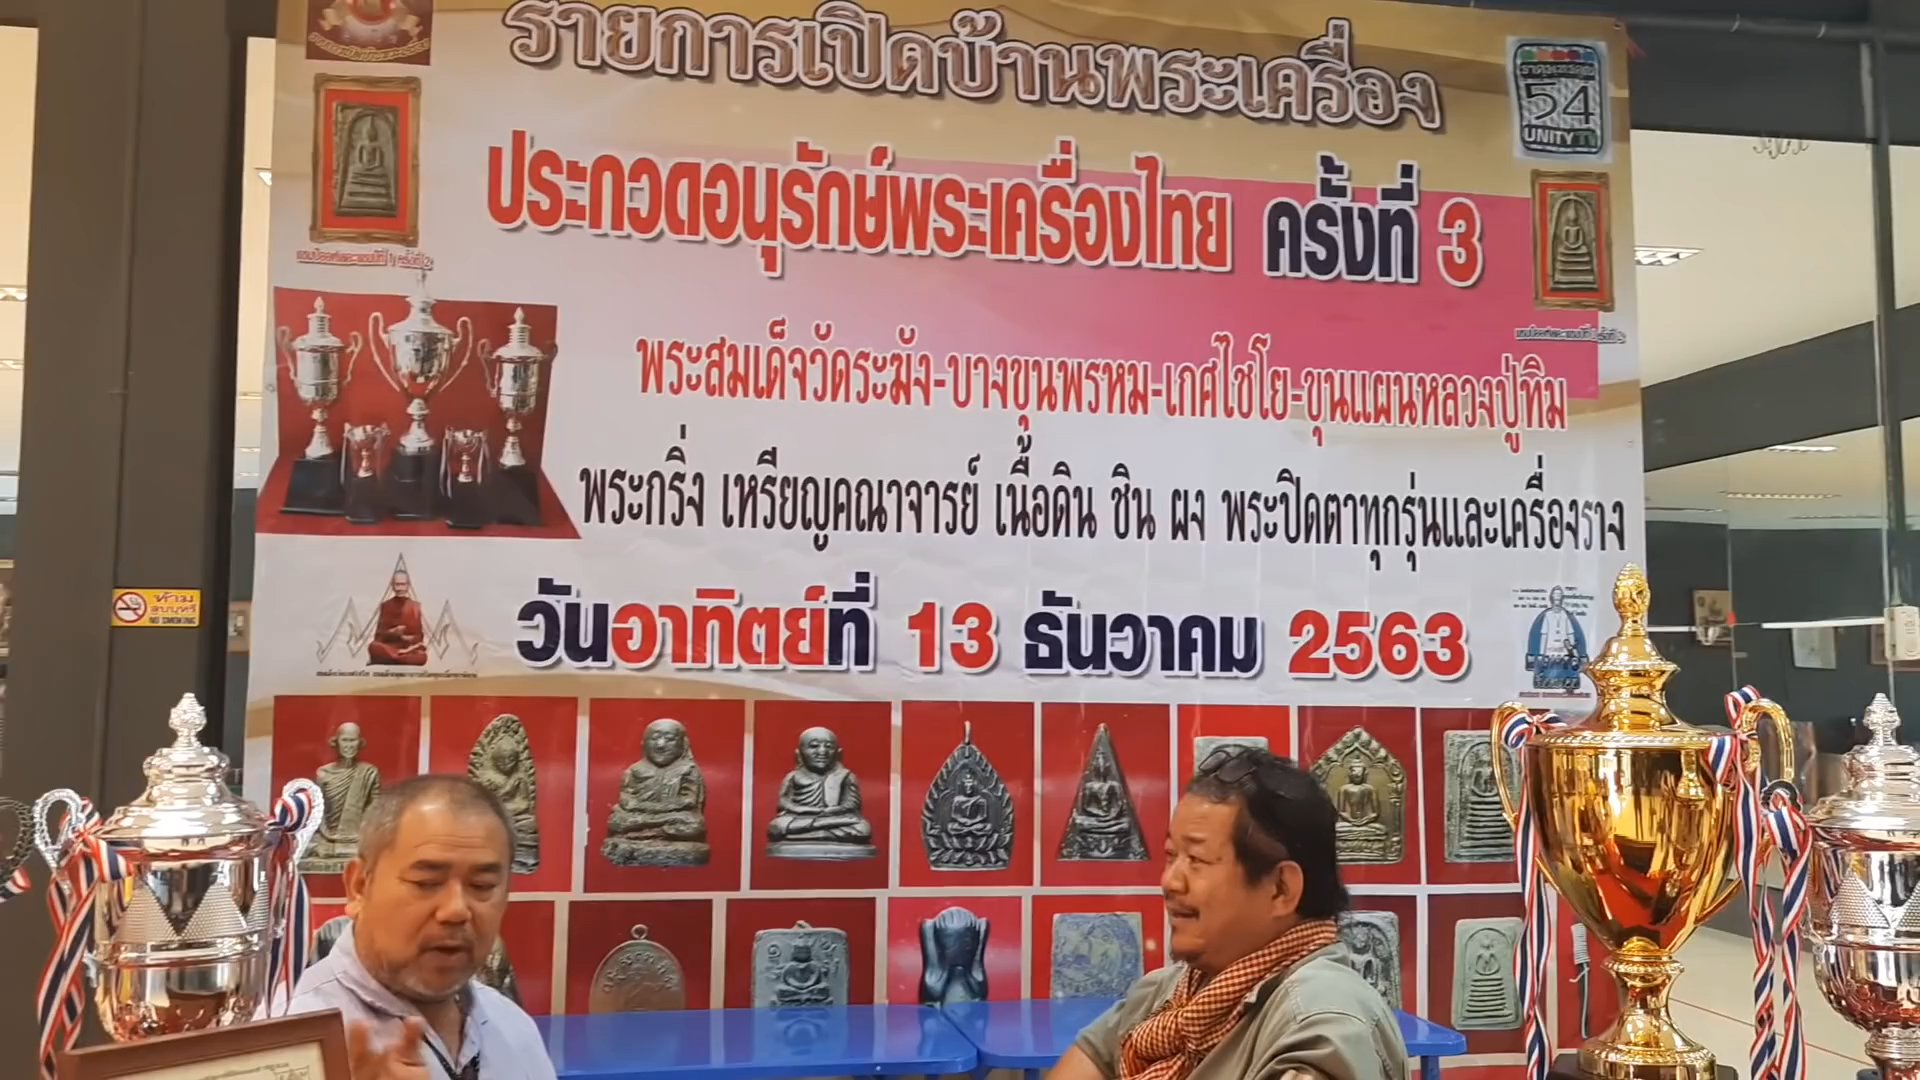 รายการเปิดบ้านพระเครื่อง
54
UNITY TV
ประกวดอนุรักษ์พระเครื่องไทย ครั้งที่ 3
พระสมเด็จวัดระฆัง-บางขุนพรหม-เกศไชโย-ขุนแผนหลวงปู่ทิม
พระกริ่ง เหรียญคณาจารย์ เนื้อดิน ชิน ผง พระปิดตาทุกรุ่นและเครื่องราง
วันอาทิตย์ที่ 13 ธันวาคม 2563
ห้าม
สูบบุหรี่
NO SMOKING